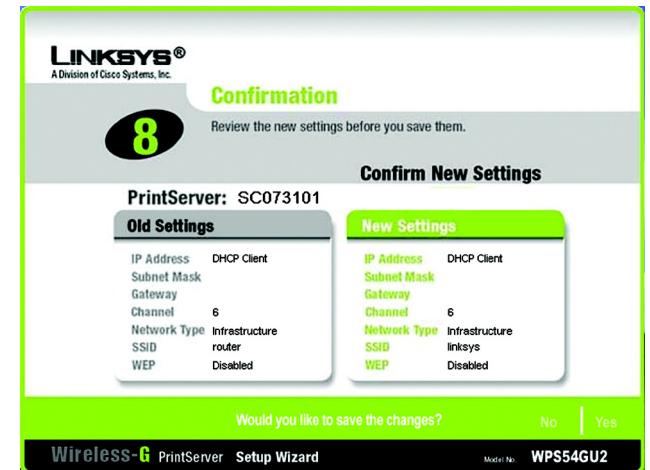 LINKSYS®
A Division of Cisco Systems, Inc.
Confirmation
8
Review the new settings before you save them.
Confirm New Settings
PrintServer: SC073101
Old Settings
IP Address DHCP Client
Subnet Mask
Gateway
Channel 6
Network Type Infrastructure
SSID router
WEP Disabled
New Settings
IP Address DHCP Client
Subnet Mask
Gateway
Channel 6
Network Type Infrastructure
SSID linksys
WEP Disabled
Would you like to save the changes?
No Yes
Wireless-G PrintServer Setup Wizard
Model No. WPS54GU2